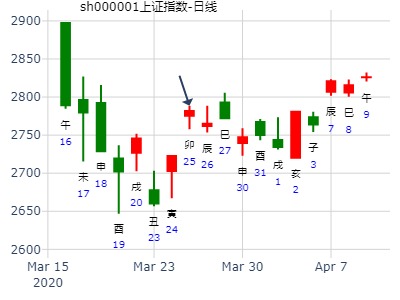 sh000001上证指数-日线
2900
2850
2800
2750
2700
2650
2600
午
16
未
17
申
18
酉
19
戌
20
丑
23
寅
24
卯
25
辰
26
巳
27
申
30
酉
31
戌
1
亥
2
子
3
辰
7
巳
8
午
9
Mar 15
2020
Mar 23
Mar 30
Apr 7